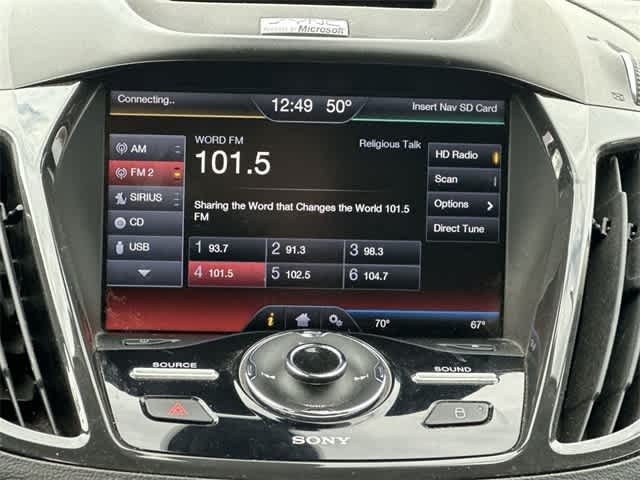 SYNC
Powered by Microsoft
Connecting..
12:49 50°
Insert Nav SD Card
AM
FM 2
SIRIUS
CD
USB
WORD FM
101.5
Religious Talk
Sharing the Word that Changes the World 101.5
FM
1 93.7
2 91.3
3 98.3
4 101.5
5 102.5
6 104.7
HD Radio
Scan
Options
Direct Tune
i
70°
67°
SOURCE
SOUND
SONY